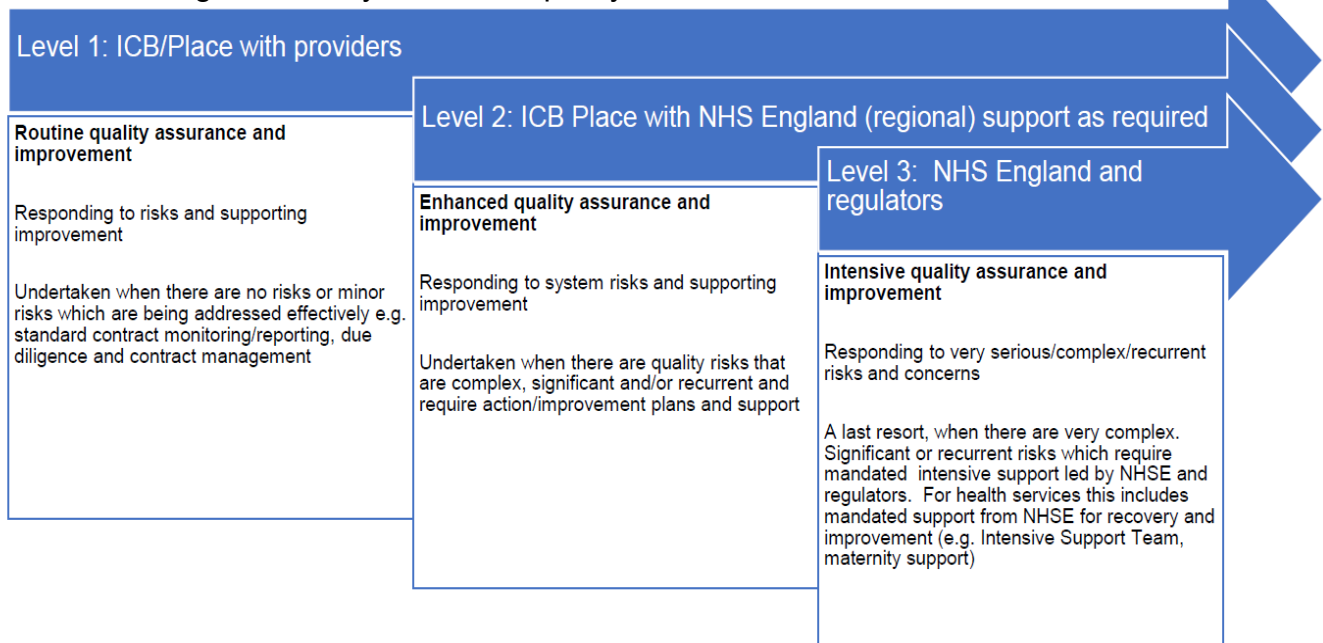 Level 1: ICB/Place with providers
Routine quality assurance and
improvement
Responding to risks and supporting
improvement
Undertaken when there are no risks or minor
risks which are being addressed effectively e.g.
standard contract monitoring/reporting, due
diligence and contract management
Level 2: ICB Place with NHS England (regional) support as required
Enhanced quality assurance and
improvement
Responding to system risks and supporting
improvement
Undertaken when there are quality risks that
are complex, significant and/or recurrent and
require action/improvement plans and support
Level 3:  NHS England and
regulators
Intensive quality assurance and
improvement
Responding to very serious/complex/recurrent
risks and concerns
A last resort, when there are very complex.
Significant or recurrent risks which require
mandated  intensive support led by NHSE and
regulators.  For health services this includes
mandated support from NHSE for recovery and
improvement (e.g. Intensive Support Team,
maternity support)